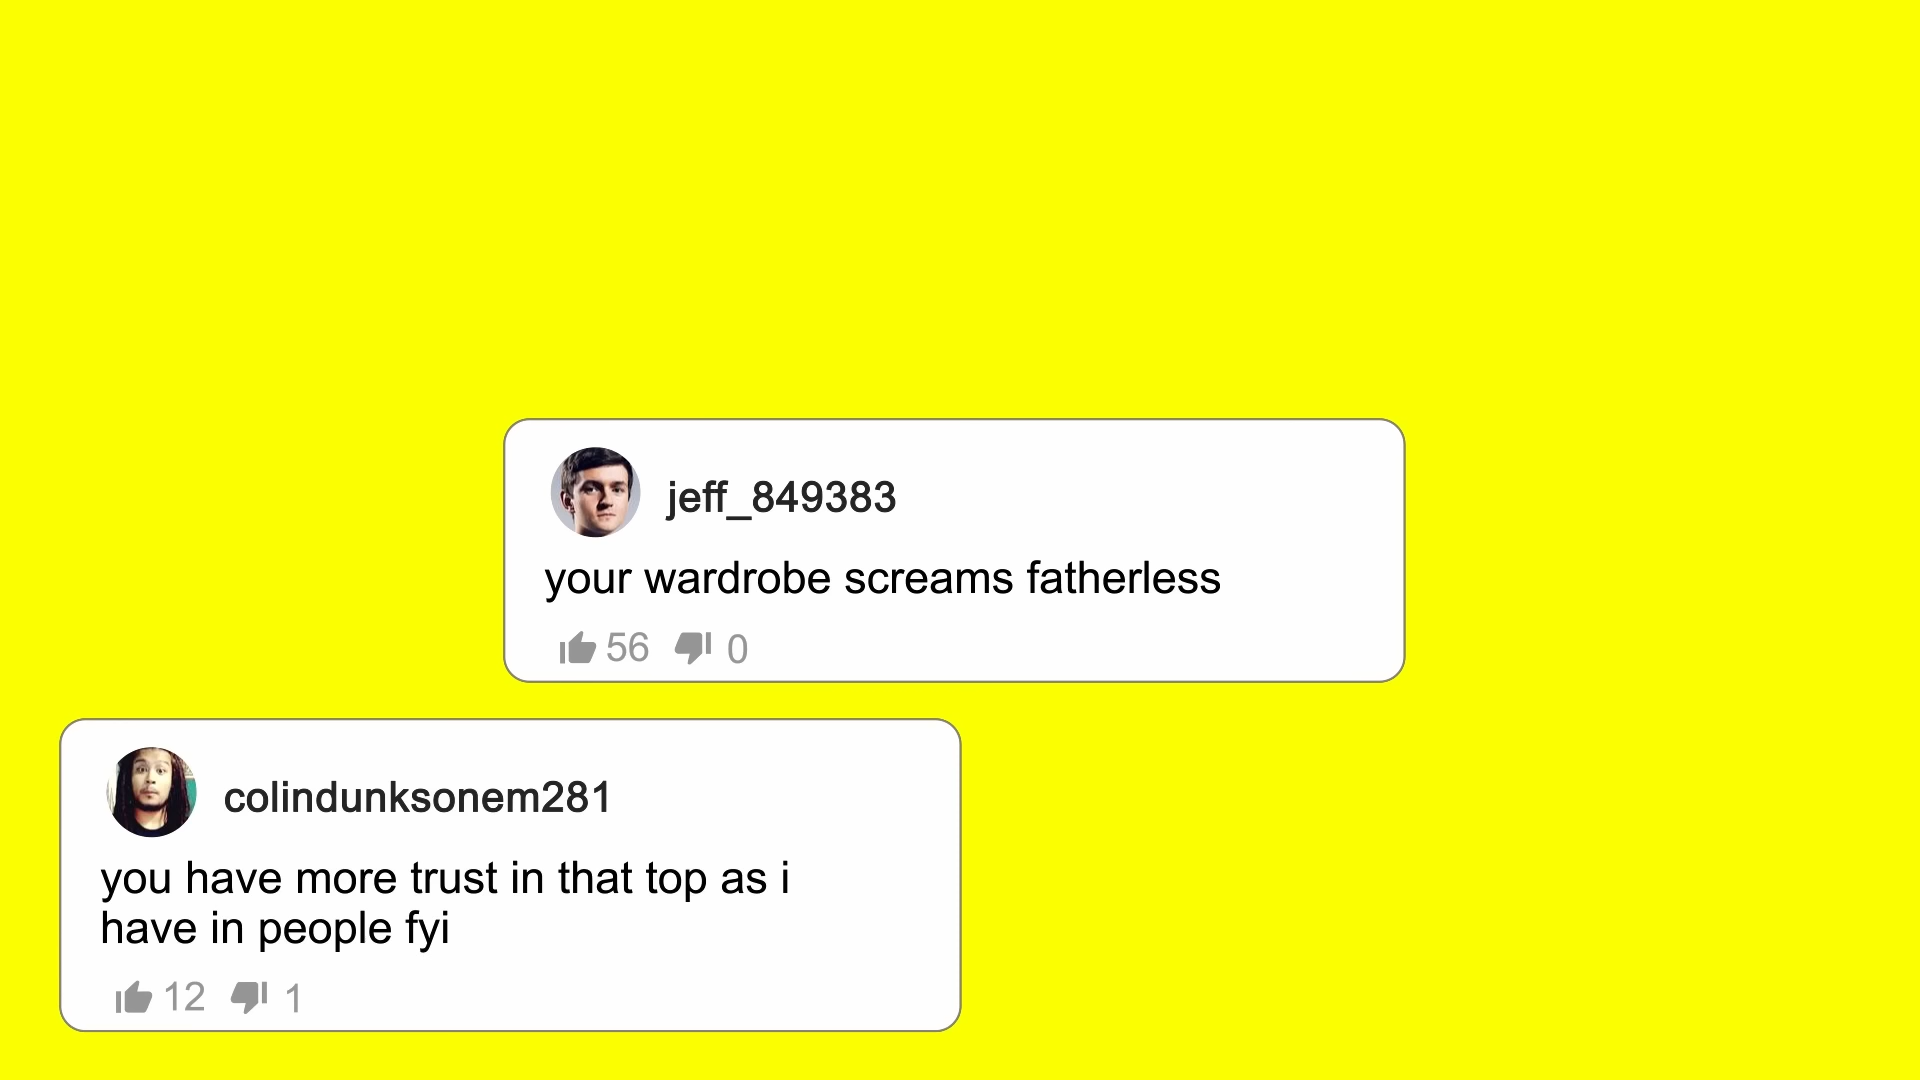 jeff_849383
your wardrobe screams fatherless
56 0
colindunksonem281
you have more trust in that top as i
have in people fyi
12 1